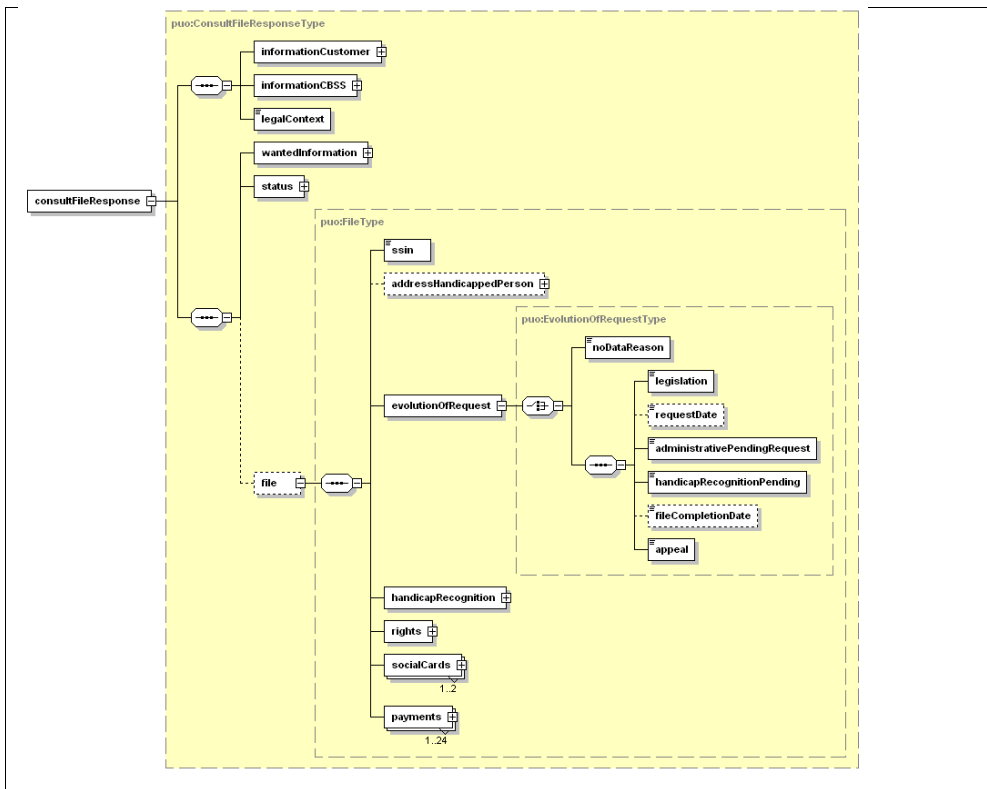 puo:ConsultFileResponseType
informationCustomer
informationCBSS
legalContext
wantedInformation
status
consultFileResponse
puo:FileType
ssin
addressHandicappedPerson
puo:EvolutionOfRequestType
noDataReason
legislation
evolutionOfRequest
requestDate
administrativePendingRequest
handicapRecognitionPending
file
fileCompletionDate
appeal
handicapRecognition
rights
socialCards
1..2
payments
1..24